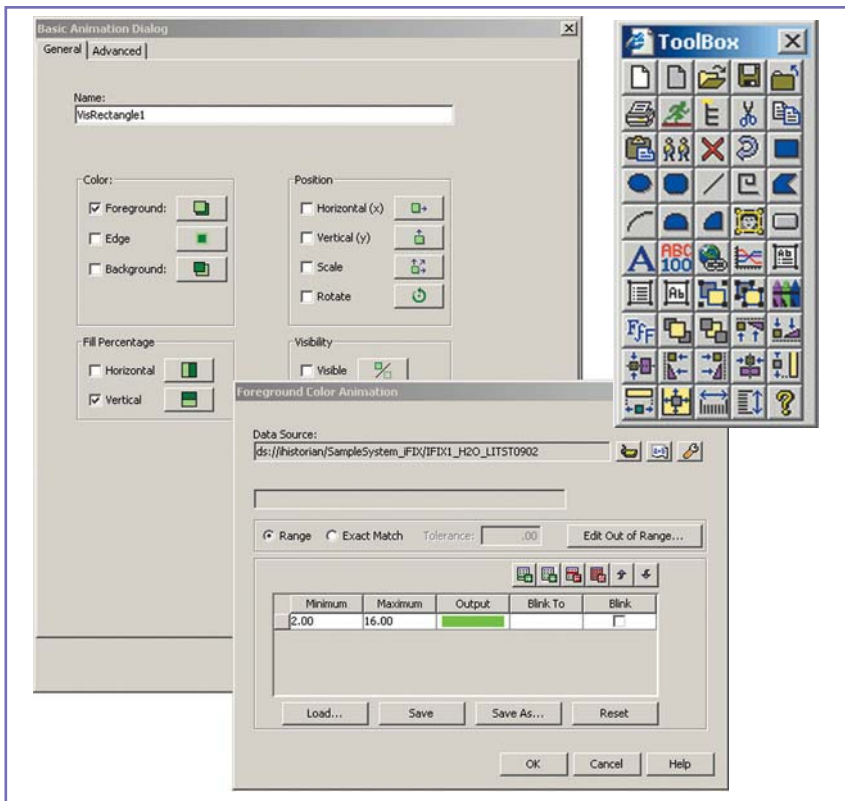 Basic Animation Dialog
General
Advanced
Name:
VisRectangle1
Color:
Foreground:
Edge
Background:
Position
Horizontal (x)
Vertical (y)
Scale
Rotate
Fill Percentage
Horizontal
Vertical
Visibility
Visible
ToolBox
A
ABC
100
Ab
Ab
FfF
?
Foreground Color Animation
Data Source:
ds://ihistorian/SampleSystem_iFIX/IFIX1_H2O_LITST0902
Range
Exact Match
Tolerance:
.00
Edit Out of Range...
Minimum
Maximum
Output
Blink To
Blink
2.00
16.00
Load...
Save
Save As...
Reset
OK
Cancel
Help